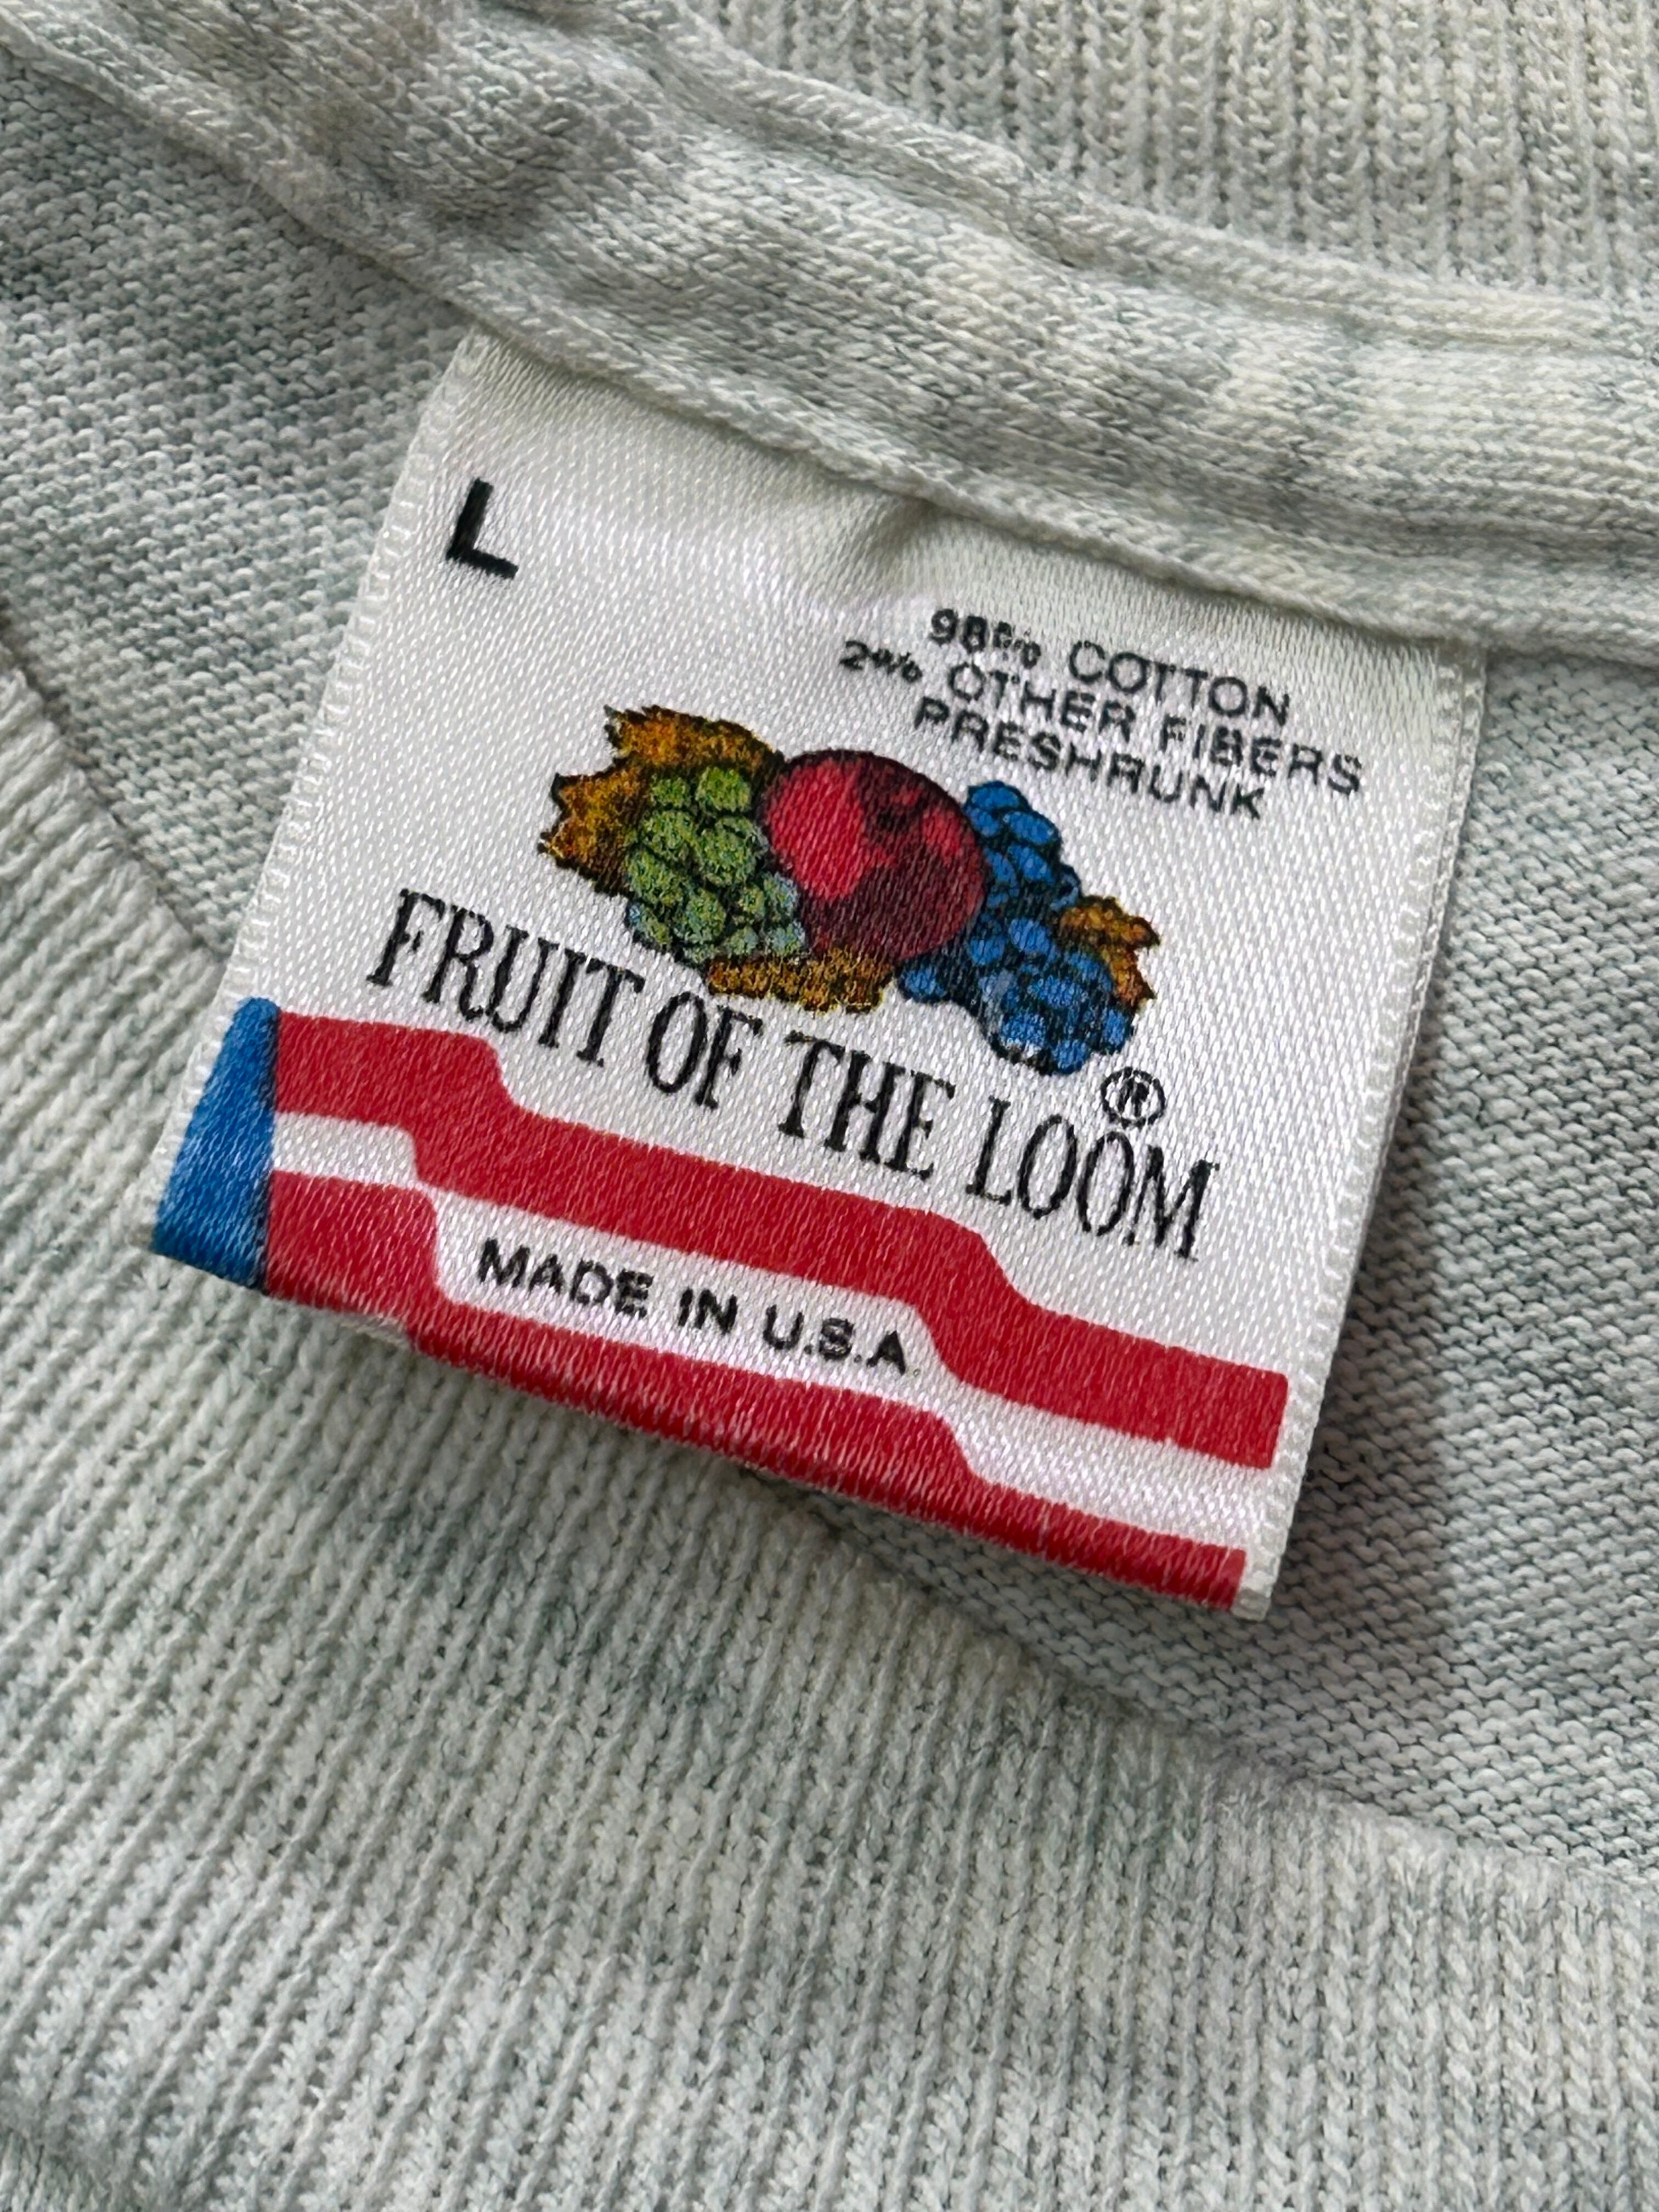 L
98% COTTON
2% OTHER FIBERS
PRESHRUNK
FRUIT OF THE LOOM®
MADE IN U.S.A.